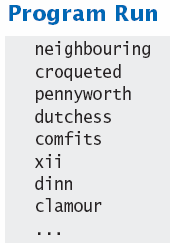 Program Run
neighbouring
croqueted
pennyworth
dutchess
comfits
xii
dinn
clamour
...